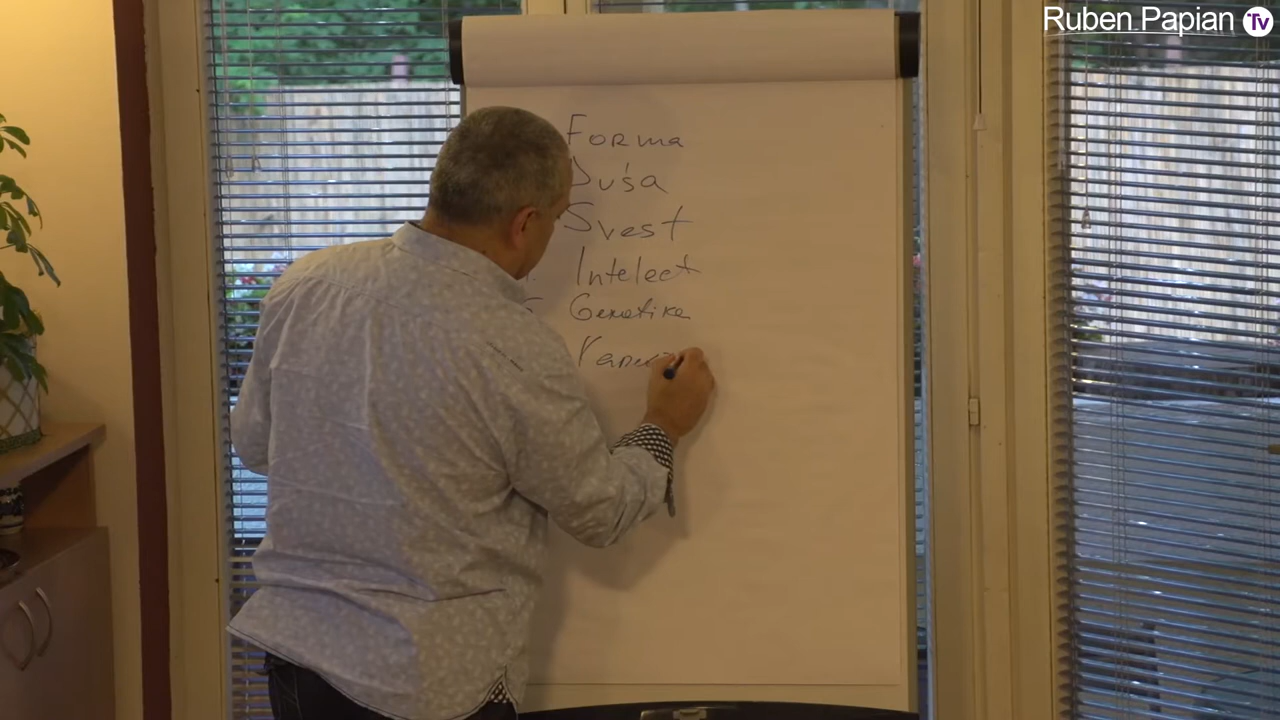 Ruben Papian Tv
Forma
Duša
Svest
Intelect
Genetika